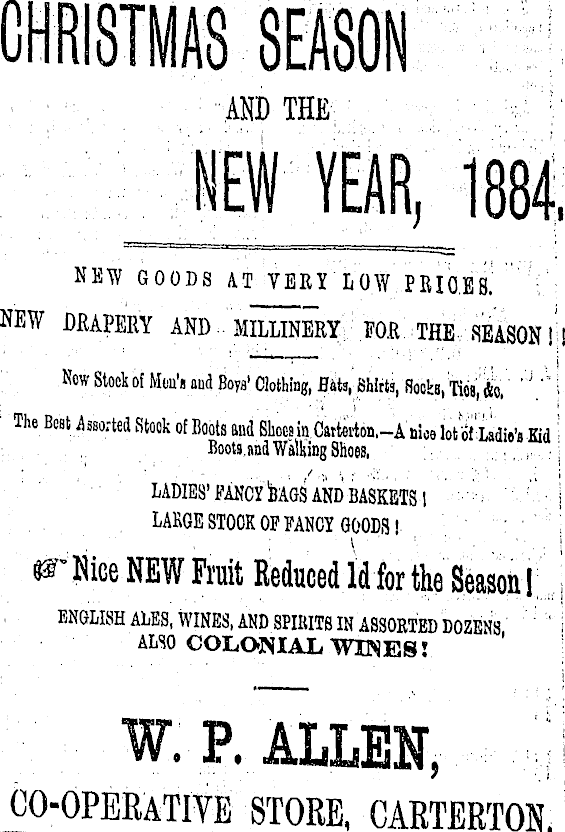 CHRISTMAS SEASON
AND THE
NEW YEAR, 1884.
NEW GOODS AT VERY LOW PRICES.
NEW DRAPERY AND MILLINERY FOR THE SEASON!!
New Stock of Men's and Boys' Clothing, Hats, Shirts, Socks, Ties, &c,
The Best Assorted Stock of Boots and Shoes in Carterton.—A nice lot of Ladie's Kid
Boots and Walking Shoes,
LADIES' FANCY BAGS AND BASKETS!
LARGE STOCK OF FANCY GOODS!
☞ Nice NEW Fruit Reduced 1d for the Season!
ENGLISH ALES, WINES, AND SPIRITS IN ASSORTED DOZENS,
ALSO COLONIAL WINES!
W. P. ALLEN,
CO-OPERATIVE STORE, CARTERTON.